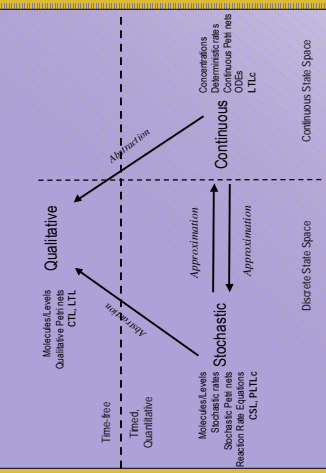 Qualitative
Molecules/Levels
Qualitative Petri nets
CTL, LTL
Time-free
Timed,
Quantitative
Abstraction
Abstraction
Stochastic
Molecules/Levels
Stochastic rates
Stochastic Petri nets
Reaction Rate Equations
CSL, PLTLc
Approximation
Approximation
Continuous
Concentrations
Deterministic rates
Continuous Petri nets
ODEs
LTLc
Discrete State Space
Continuous State Space